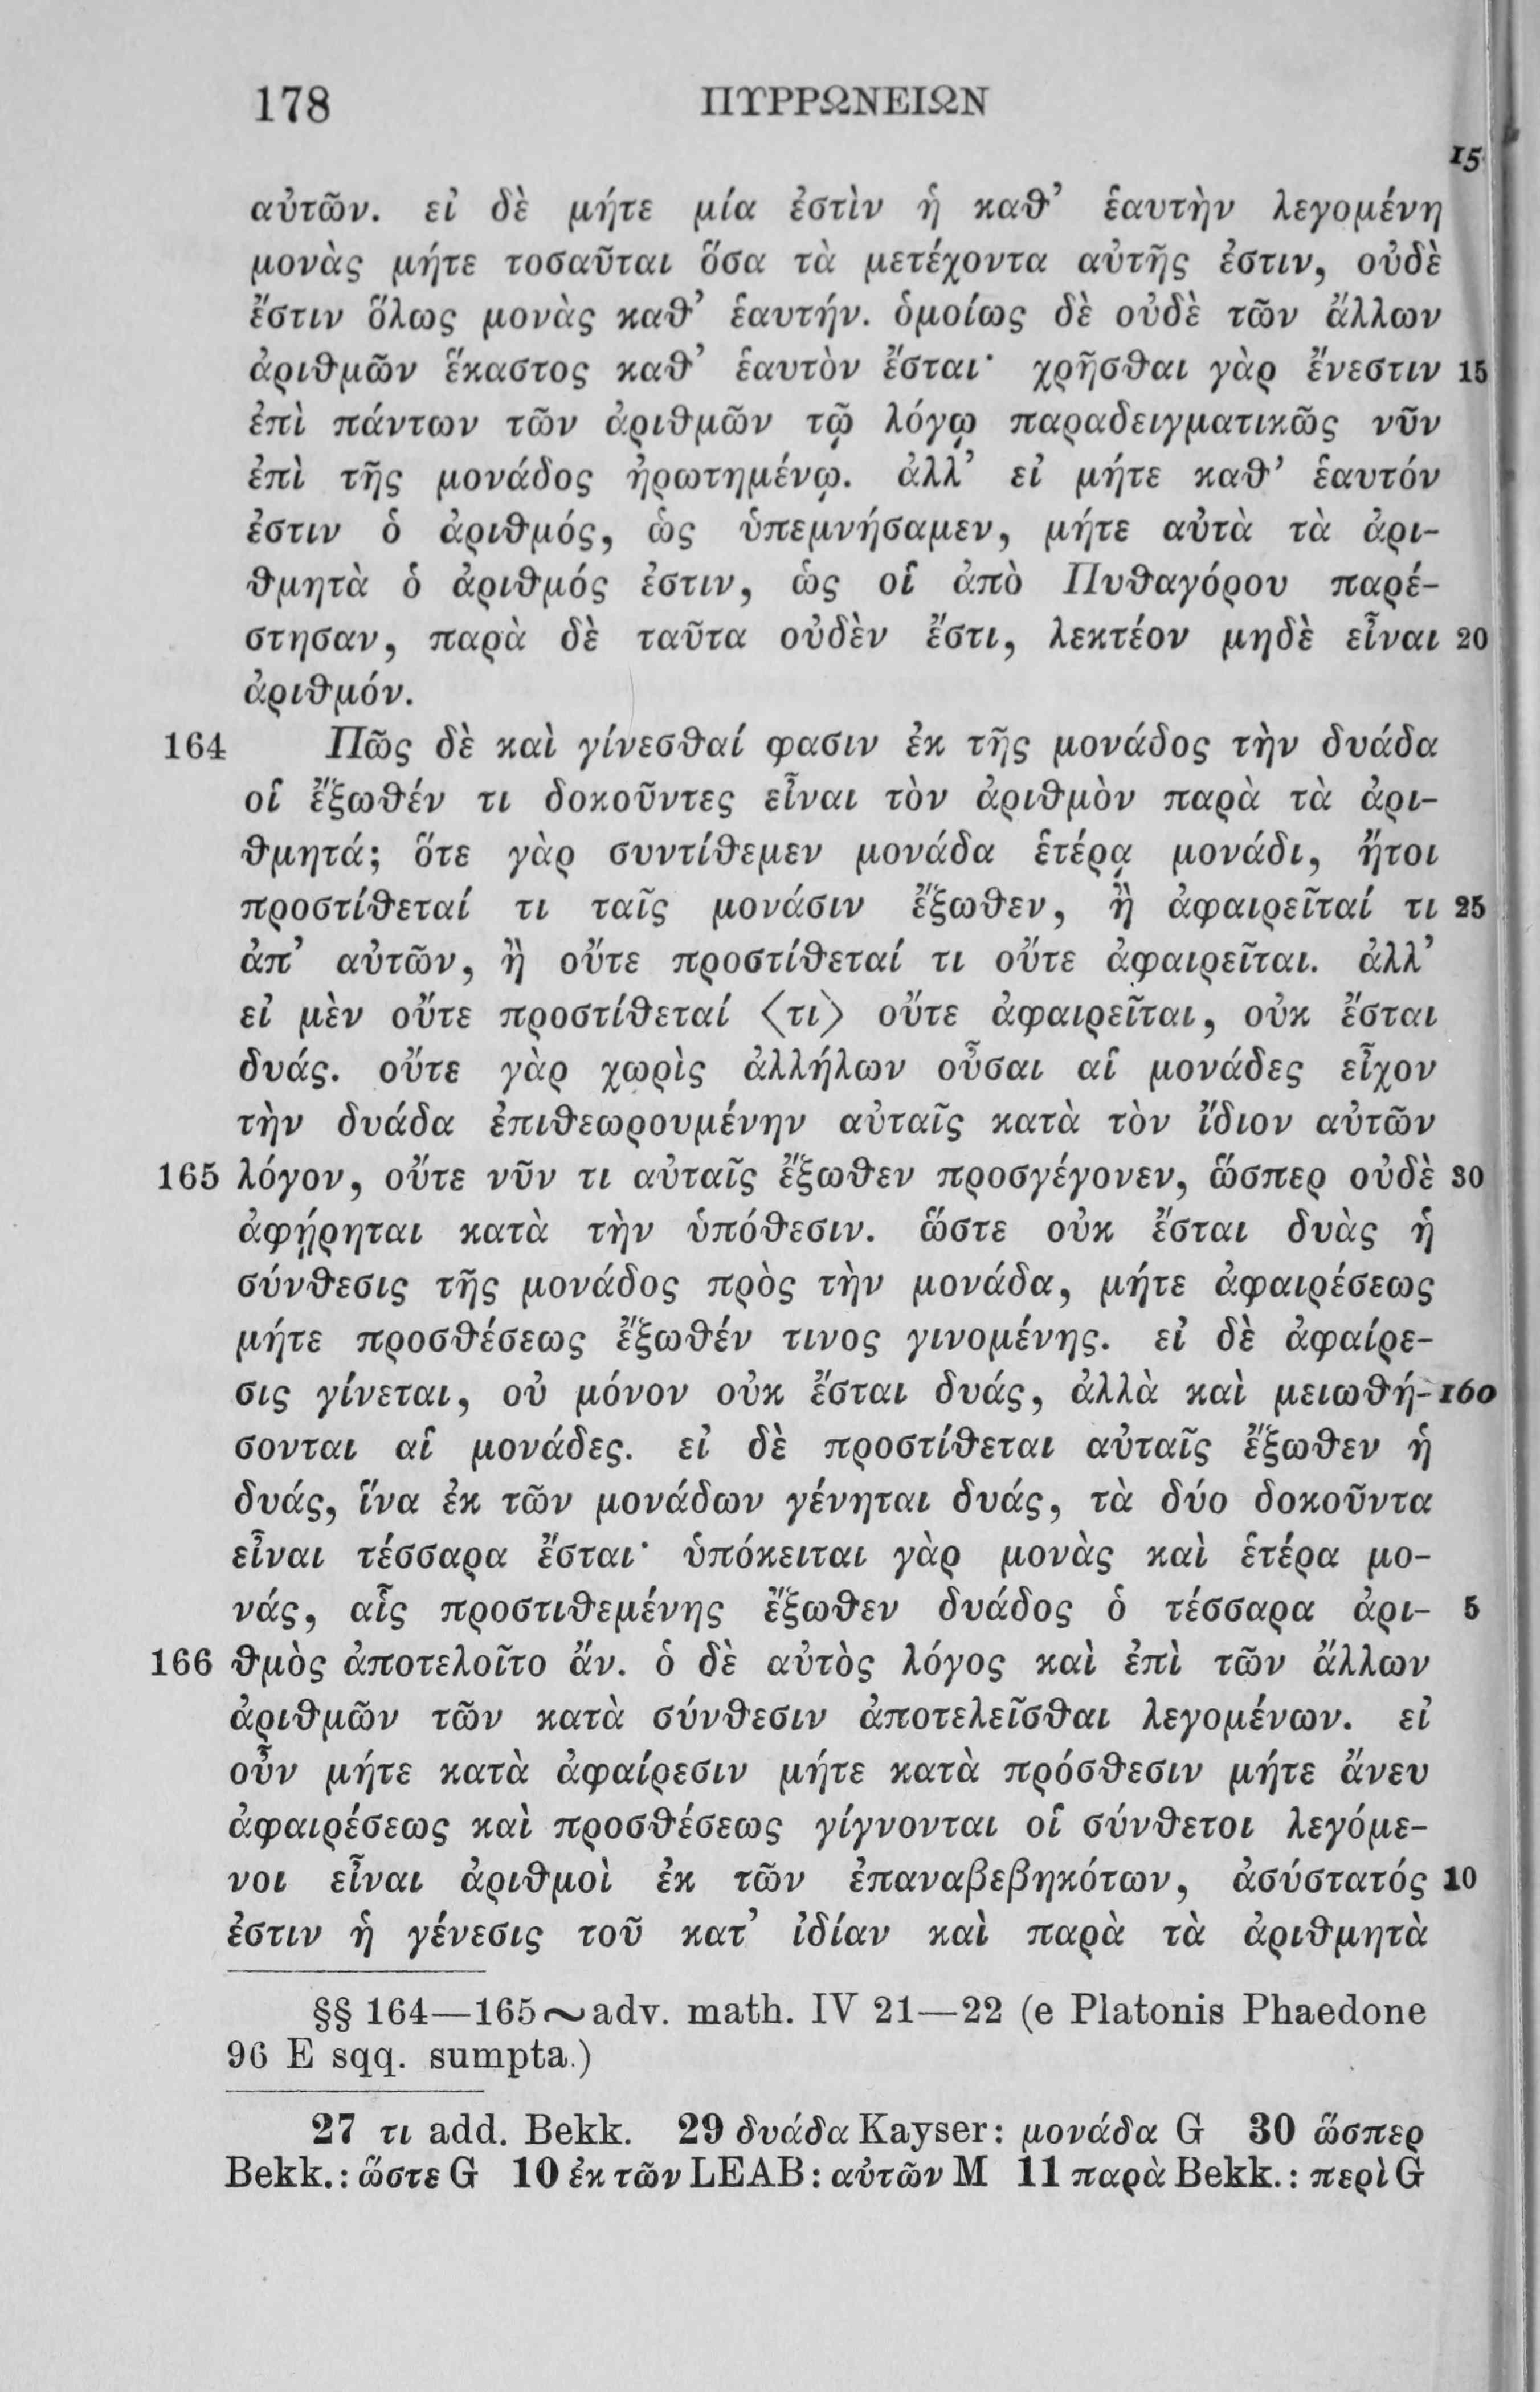 178 ΠΥΡΡΩΝΕΙΩΝ
15
αὐτῶν. εἰ δὲ μήτε μία ἐστὶν ἡ καθ’ ἑαυτὴν λεγομένη
μονὰς μήτε τοσαῦται ὅσα τὰ μετέχοντα αὐτῆς ἐστιν, οὐδὲ
ἔστιν ὅλως μονὰς καθ’ ἑαυτήν. ὁμοίως δὲ οὐδὲ τῶν ἄλλων
ἀριθμῶν ἕκαστος καθ’ ἑαυτὸν ἔσται· χρῆσθαι γὰρ ἔνεστιν 15
ἐπὶ πάντων τῶν ἀριθμῶν τῷ λόγῳ παραδειγματικῶς νῦν
ἐπὶ τῆς μονάδος ἠρωτημένῳ. ἀλλ’ εἰ μήτε καθ’ ἑαυτόν
ἐστιν ὁ ἀριθμός, ὡς ὑπεμνήσαμεν, μήτε αὐτὰ τὰ ἀρι-
θμητὰ ὁ ἀριθμός ἐστιν, ὡς οἱ ἀπὸ Πυθαγόρου παρέ-
στησαν, παρὰ δὲ ταῦτα οὐδὲν ἔστι, λεκτέον μηδὲ εἶναι 20
ἀριθμόν.
164 Πῶς δὲ καὶ γίνεσθαί φασιν ἐκ τῆς μονάδος τὴν δυάδα
οἱ ἔξωθέν τι δοκοῦντες εἶναι τὸν ἀριθμὸν παρὰ τὰ ἀρι-
θμητά; ὅτε γὰρ συντίθεμεν μονάδα ἑτέρᾳ μονάδι, ἤτοι
προστίθεταί τι ταῖς μονάσιν ἔξωθεν, ἢ ἀφαιρεῖταί τι 25
ἀπ’ αὐτῶν, ἢ οὔτε προστίθεταί τι οὔτε ἀφαιρεῖται. ἀλλ’
εἰ μὲν οὔτε προστίθεταί ⟨τι⟩ οὔτε ἀφαιρεῖται, οὐκ ἔσται
δυάς. οὔτε γὰρ χωρὶς ἀλλήλων οὖσαι αἱ μονάδες εἶχον
τὴν δυάδα ἐπιθεωρουμένην αὐταῖς κατὰ τὸν ἴδιον αὐτῶν
165 λόγον, οὔτε νῦν τι αὐταῖς ἔξωθεν προσγέγονεν, ὥσπερ οὐδὲ 30
ἀφῄρηται κατὰ τὴν ὑπόθεσιν. ὥστε οὐκ ἔσται δυὰς ἡ
σύνθεσις τῆς μονάδος πρὸς τὴν μονάδα, μήτε ἀφαιρέσεως
μήτε προσθέσεως ἔξωθέν τινος γινομένης. εἰ δὲ ἀφαίρε-
σις γίνεται, οὐ μόνον οὐκ ἔσται δυάς, ἀλλὰ καὶ μειωθή- 160
σονται αἱ μονάδες. εἰ δὲ προστίθεται αὐταῖς ἔξωθεν ἡ
δυάς, ἵνα ἐκ τῶν μονάδων γένηται δυάς, τὰ δύο δοκοῦντα
εἶναι τέσσαρα ἔσται· ὑπόκειται γὰρ μονὰς καὶ ἑτέρα μο-
νάς, αἷς προστιθεμένης ἔξωθεν δυάδος ὁ τέσσαρα ἀρι- 5
166 θμὸς ἀποτελοῖτο ἄν. ὁ δὲ αὐτὸς λόγος καὶ ἐπὶ τῶν ἄλλων
ἀριθμῶν τῶν κατὰ σύνθεσιν ἀποτελεῖσθαι λεγομένων. εἰ
οὖν μήτε κατὰ ἀφαίρεσιν μήτε κατὰ πρόσθεσιν μήτε ἄνευ
ἀφαιρέσεως καὶ προσθέσεως γίγνονται οἱ σύνθετοι λεγόμε-
νοι εἶναι ἀριθμοὶ ἐκ τῶν ἐπαναβεβηκότων, ἀσύστατός 10
ἐστιν ἡ γένεσις τοῦ κατ’ ἰδίαν καὶ παρὰ τὰ ἀριθμητὰ
§§ 164—165 ∼ adv. math. IV 21—22 (e Platonis Phaedone
96 E sqq. sumpta.)
27 τι add. Bekk. 29 δυάδα Kayser: μονάδα G 30 ὥσπερ
Bekk.: ὥστε G 10 ἐκ τῶν LEAB: αὐτῶν M 11 παρὰ Bekk.: περὶ G